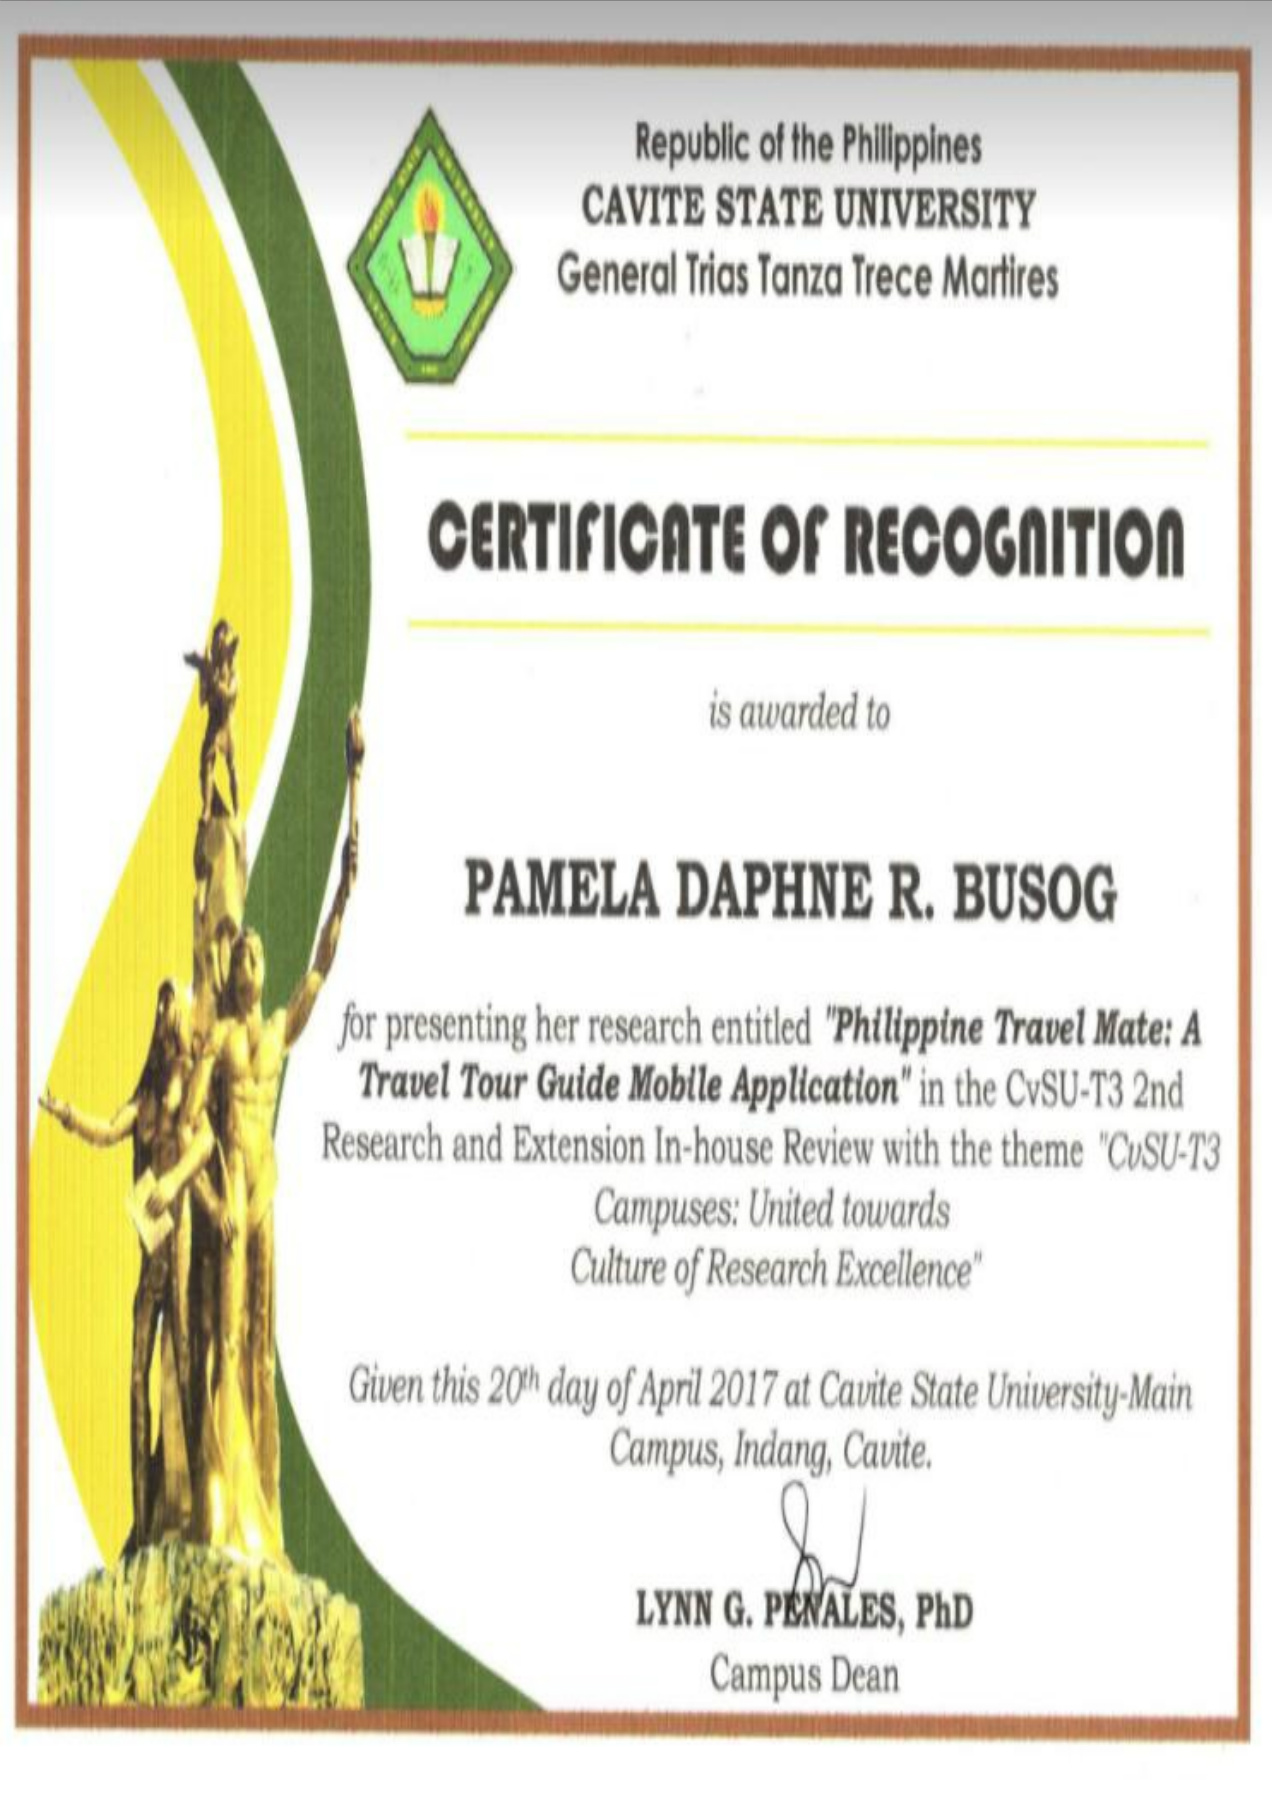 Republic of the Philippines
CAVITE STATE UNIVERSITY
General Trias Tanza Trece Martires
CERTIFICATE OF RECOGNITION
is awarded to
PAMELA DAPHNE R. BUSOG
for presenting her research entitled "Philippine Travel Mate: A
Travel Tour Guide Mobile Application" in the CvSU-T3 2nd
Research and Extension In-house Review with the theme "CvSU-T3
Campuses: United towards
Culture of Research Excellence"
Given this 20th day of April 2017 at Cavite State University-Main
Campus, Indang, Cavite.
LYNN G. PENALES, PhD
Campus Dean